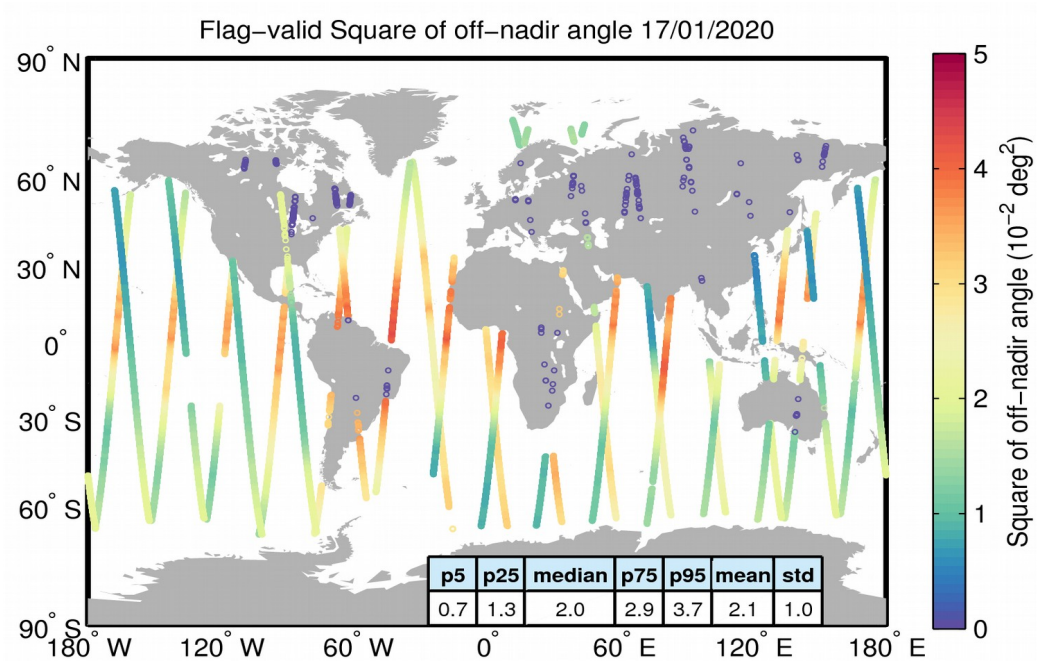 Flag−valid Square of off−nadir angle 17/01/2020
90° N
60° N
30° N
0°
30° S
60° S
90° S
180° W
120° W
60° W
0°
60° E
120° E
180° E
p5 p25 median p75 p95 mean std
0.7 1.3 2.0 2.9 3.7 2.1 1.0
5
4
3
2
1
0
Square of off−nadir angle (10⁻² deg²)